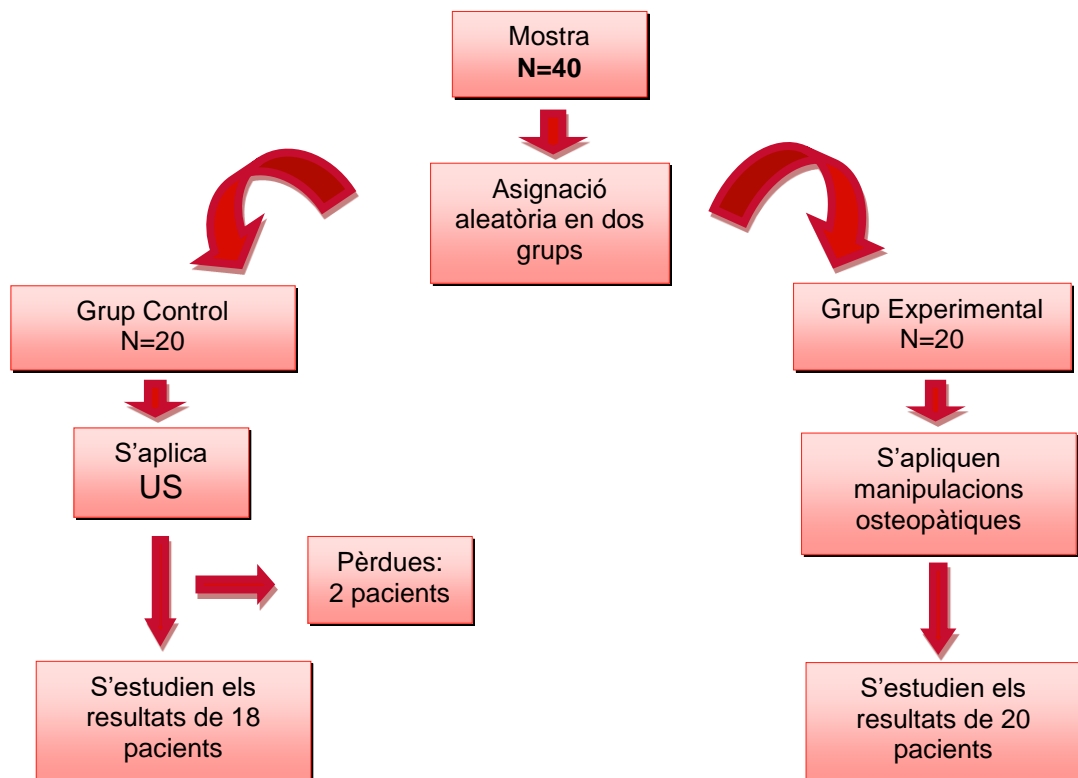 Mostra
N=40
Asignació
aleatòria en dos
grups
Grup Control
N=20
Grup Experimental
N=20
S’aplica
US
S’apliquen
manipulacions
osteopàtiques
Pèrdues:
2 pacients
S’estudien els
resultats de 18
pacients
S’estudien els
resultats de 20
pacients